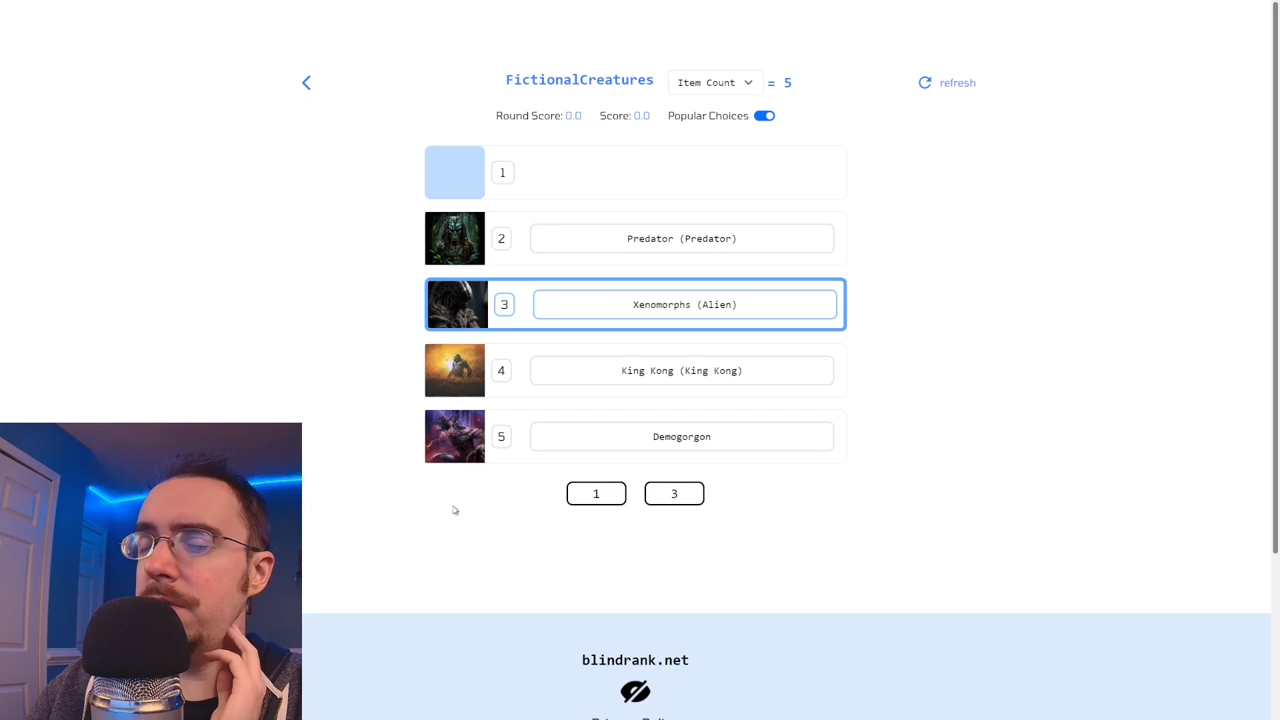 FictionalCreatures Item Count = 5 refresh
Round Score: 0.0 Score: 0.0 Popular Choices
1
2 Predator (Predator)
3 Xenomorphs (Alien)
4 King Kong (King Kong)
5 Demogorgon
1 3
blindrank.net